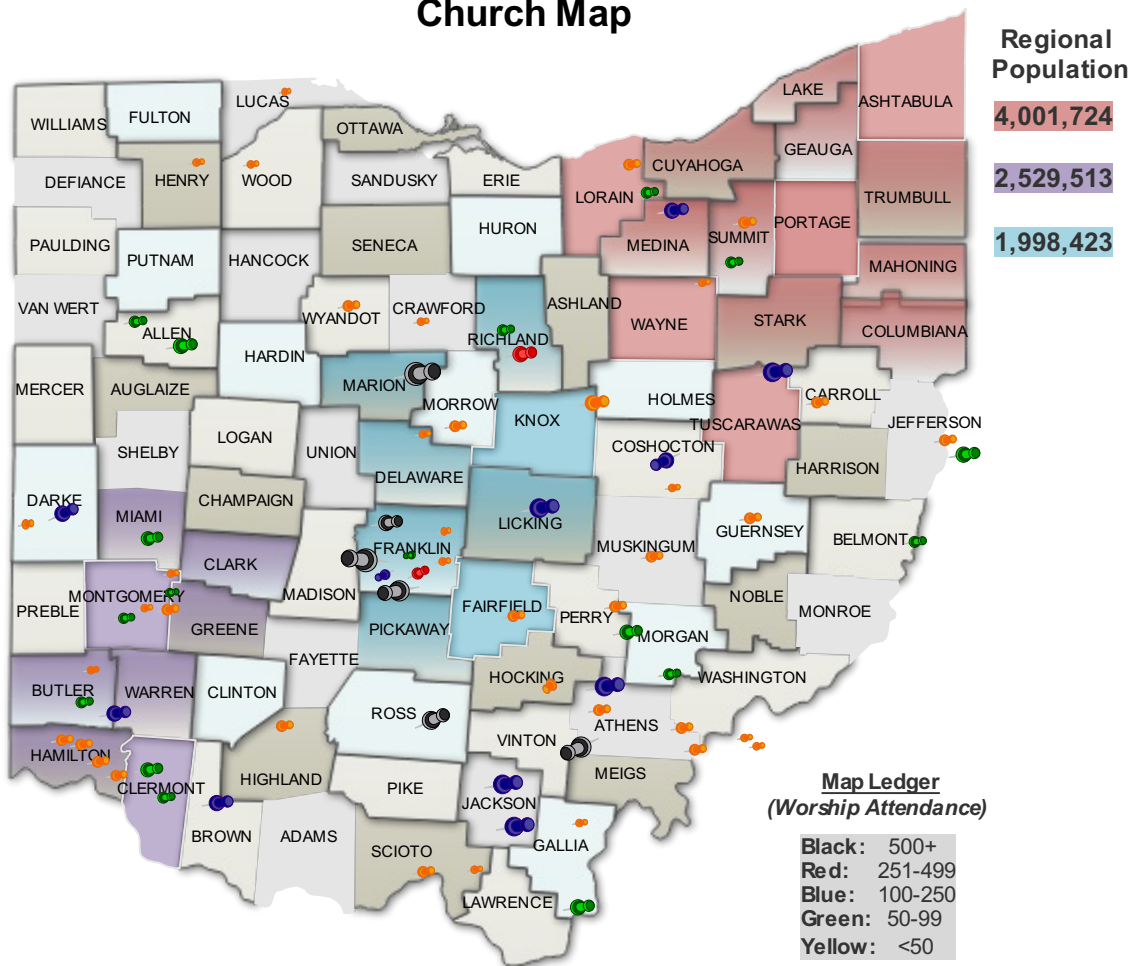 Church Map
Regional
Population
4,001,724
2,529,513
1,998,423
LAKE
ASHTABULA
LUCAS
FULTON
WILLIAMS
OTTAWA
GEAUGA
CUYAHOGA
DEFIANCE
HENRY
WOOD
SANDUSKY
ERIE
LORAIN
TRUMBULL
PORTAGE
HURON
SUMMIT
PAULDING
SENECA
MEDINA
PUTNAM
HANCOCK
MAHONING
VAN WERT
CRAWFORD
ASHLAND
WYANDOT
WAYNE
STARK
ALLEN
RICHLAND
COLUMBIANA
HARDIN
MERCER
AUGLAIZE
MARION
MORROW
HOLMES
CARROLL
KNOX
TUSCARAWAS
JEFFERSON
LOGAN
COSHOCTON
SHELBY
UNION
HARRISON
DELAWARE
DARKE
CHAMPAIGN
MIAMI
LICKING
GUERNSEY
BELMONT
FRANKLIN
MUSKINGUM
CLARK
MADISON
MONTGOMERY
NOBLE
PREBLE
FAIRFIELD
MONROE
PERRY
GREENE
PICKAWAY
MORGAN
FAYETTE
HOCKING
WASHINGTON
BUTLER
WARREN
CLINTON
ROSS
ATHENS
VINTON
HAMILTON
MEIGS
HIGHLAND
CLERMONT
PIKE
JACKSON
BROWN
ADAMS
GALLIA
SCIOTO
LAWRENCE
Map Ledger
(Worship Attendance)
Black: 500+
Red: 251-499
Blue: 100-250
Green: 50-99
Yellow: <50